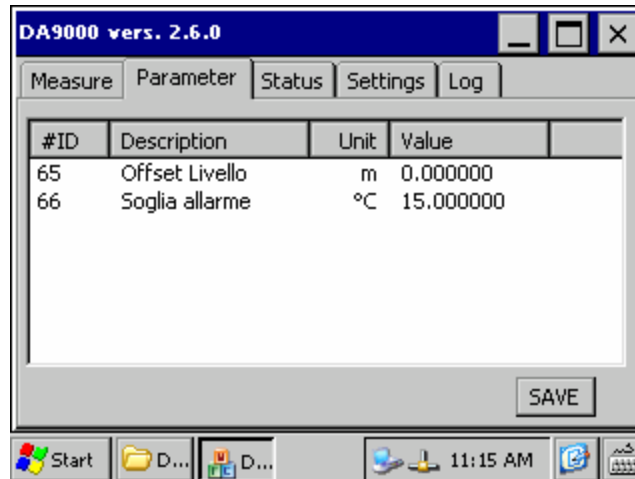 DA9000 vers. 2.6.0
Measure Parameter Status Settings Log
#ID Description Unit Value
65 Offset Livello m 0.000000
66 Soglia allarme °C 15.000000
SAVE
Start D... D... 11:15 AM